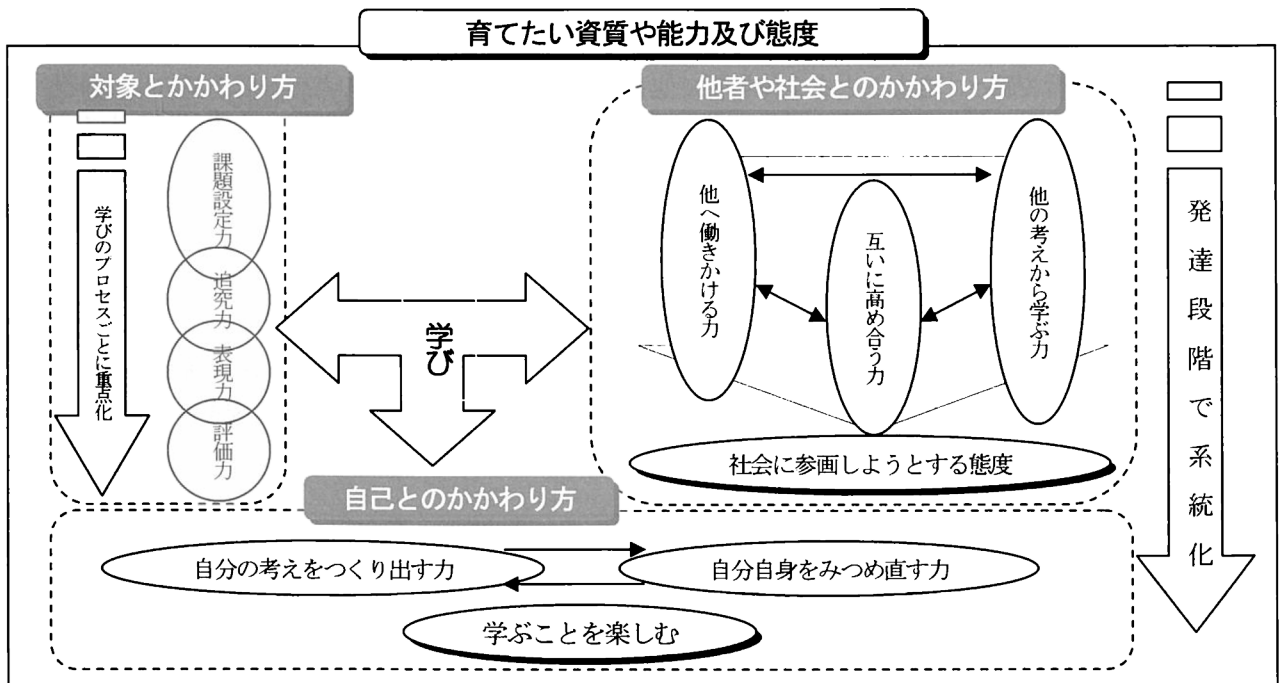 育てたい資質や能力及び態度
対象とかかわり方
学びのプロセスごとに重点化
課題設定力
追究力
表現力
評価力
学び
他者や社会とのかかわり方
他へ働きかける力
互いに高め合う力
他の考えから学ぶ力
社会に参画しようとする態度
発達段階で系統化
自己とのかかわり方
自分の考えをつくり出す力
自分自身をみつめ直す力
学ぶことを楽しむ